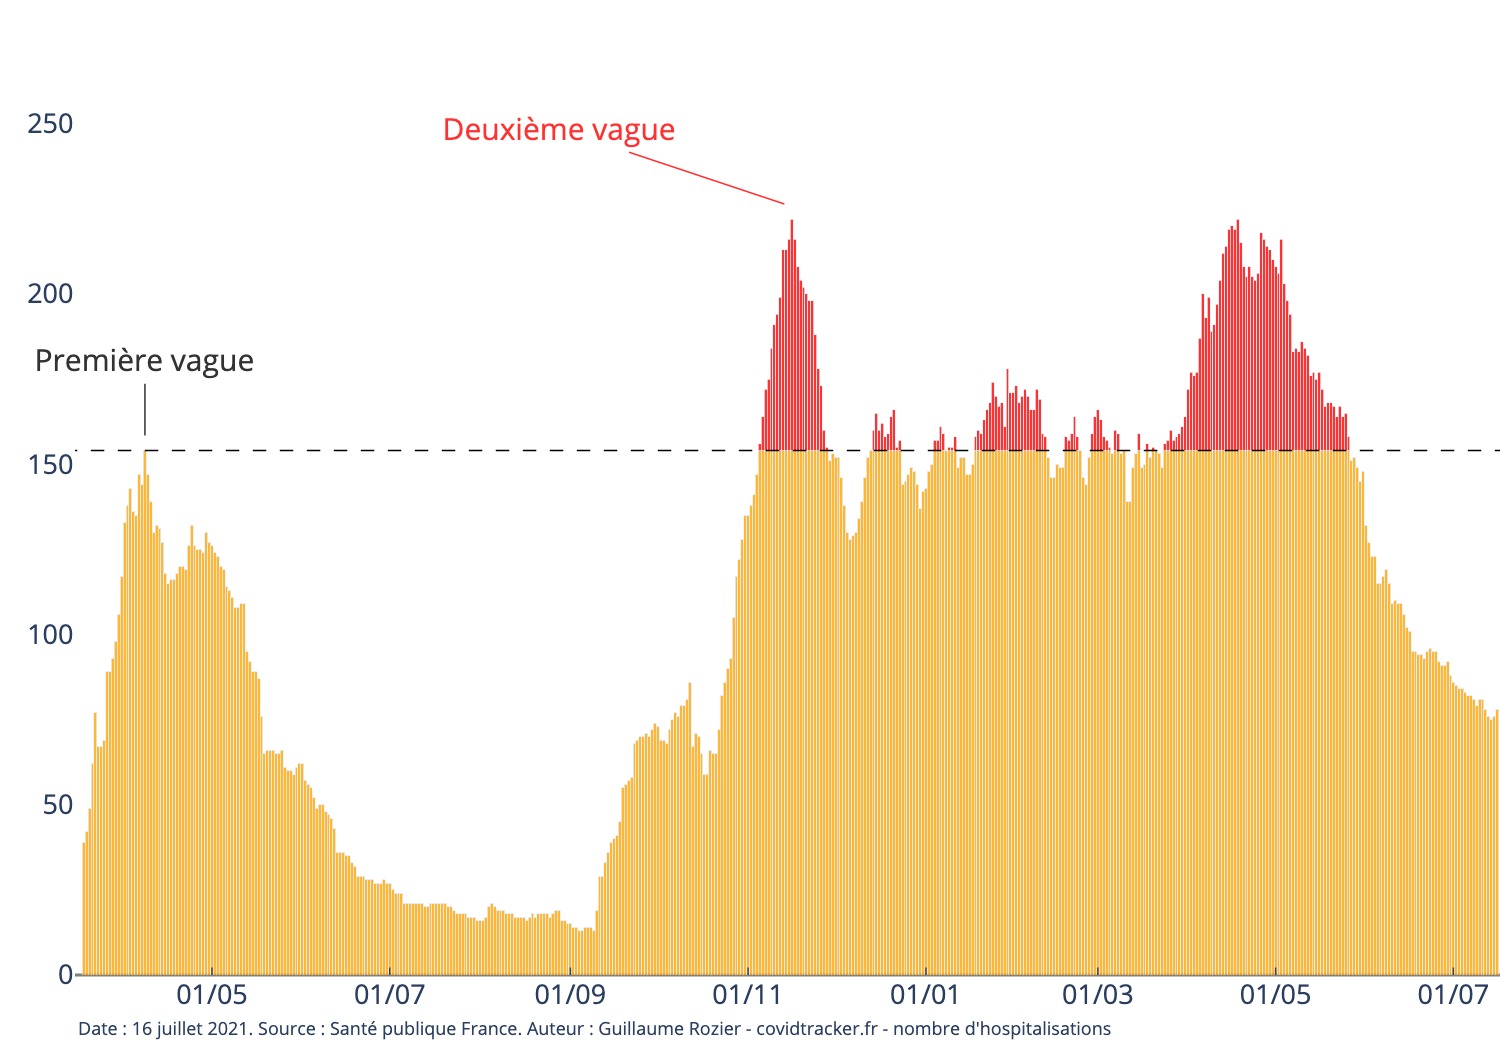 250
Deuxième vague
200
Première vague
150
100
50
0
01/05 01/07 01/09 01/11 01/01 01/03 01/05 01/07
Date : 16 juillet 2021. Source : Santé publique France. Auteur : Guillaume Rozier - covidtracker.fr - nombre d'hospitalisations